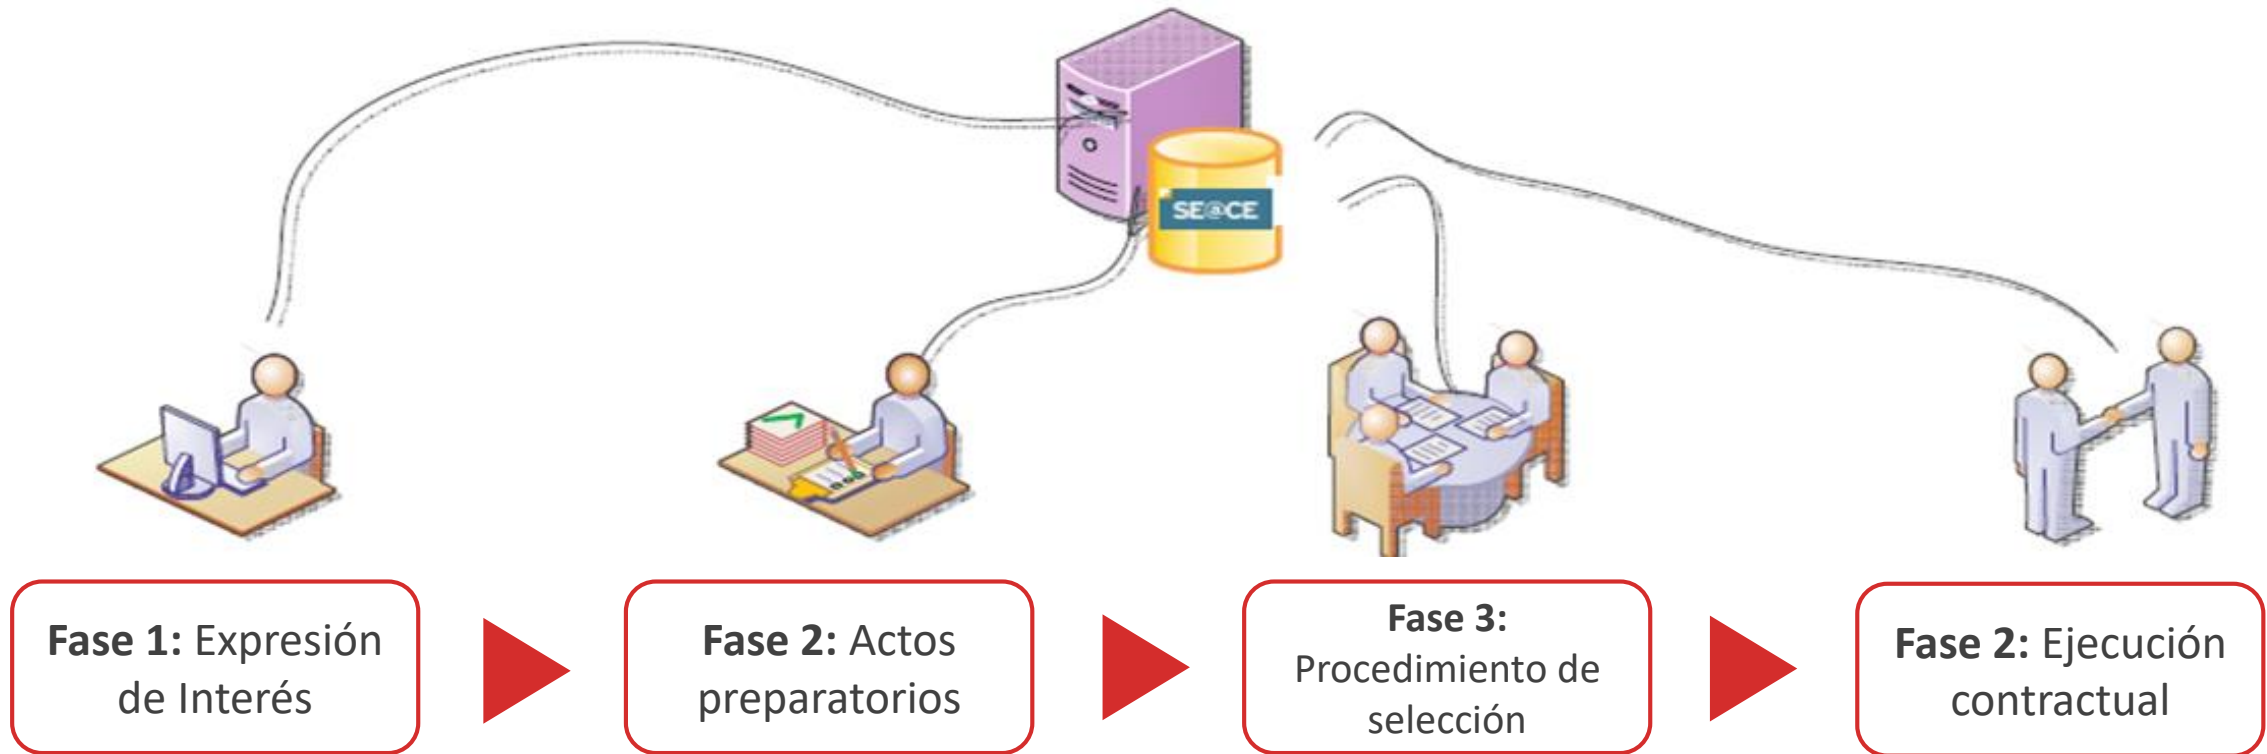 SE@CE
Fase 1: Expresión
de Interés
Fase 2: Actos
preparatorios
Fase 3:
Procedimiento de
selección
Fase 2: Ejecución
contractual